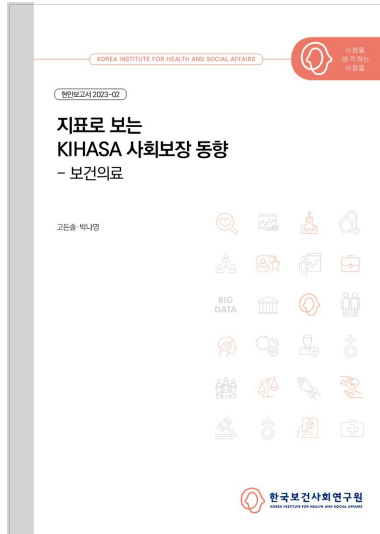 KOREA INSTITUTE FOR HEALTH AND SOCIAL AFFAIRS
사람을
생각하는
사람들
현안보고서 2023-02
지표로 보는
KIHASA 사회보장 동향
- 보건의료
고든솔·박나영
BIG
DATA
한국보건사회연구원
KOREA INSTITUTE FOR HEALTH AND SOCIAL AFFAIRS